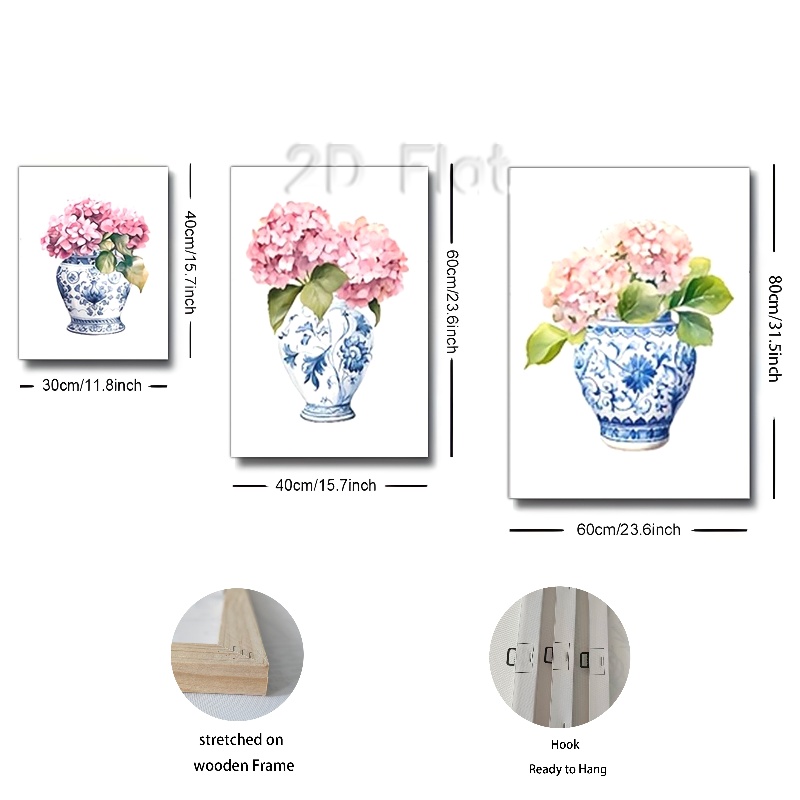 2D Flat
40cm/15.7inch
30cm/11.8inch
60cm/23.6inch
40cm/15.7inch
80cm/31.5inch
60cm/23.6inch
stretched on
wooden Frame
Hook
Ready to Hang